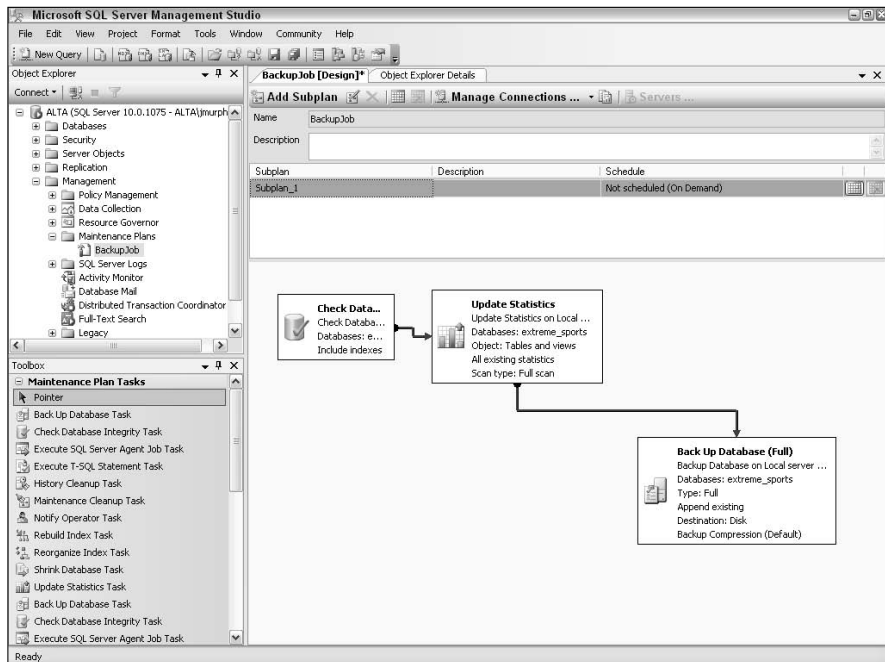 Microsoft SQL Server Management Studio
File Edit View Project Format Tools Window Community Help
New Query
Object Explorer
Connect
ALTA (SQL Server 10.0.1075 - ALTA\jmurph
Databases
Security
Server Objects
Replication
Management
Policy Management
Data Collection
Resource Governor
Maintenance Plans
BackupJob
SQL Server Logs
Activity Monitor
Database Mail
Distributed Transaction Coordinator
Full-Text Search
Legacy
Toolbox
Maintenance Plan Tasks
Pointer
Back Up Database Task
Check Database Integrity Task
Execute SQL Server Agent Job Task
Execute T-SQL Statement Task
History Cleanup Task
Maintenance Cleanup Task
Notify Operator Task
Rebuild Index Task
Reorganize Index Task
Shrink Database Task
Update Statistics Task
Back Up Database Task
Check Database Integrity Task
Execute SQL Server Agent Job Task
BackupJob [Design]* Object Explorer Details
Add Subplan Manage Connections ... Servers ...
Name BackupJob
Description
Subplan Description Schedule
Subplan_1 Not scheduled (On Demand)
Check Data...
Check Databa...
Databases: e...
Include indexes
Update Statistics
Update Statistics on Local ...
Databases: extreme_sports
Object: Tables and views
All existing statistics
Scan type: Full scan
Back Up Database (Full)
Backup Database on Local server ...
Databases: extreme_sports
Type: Full
Append existing
Destination: Disk
Backup Compression (Default)
Ready